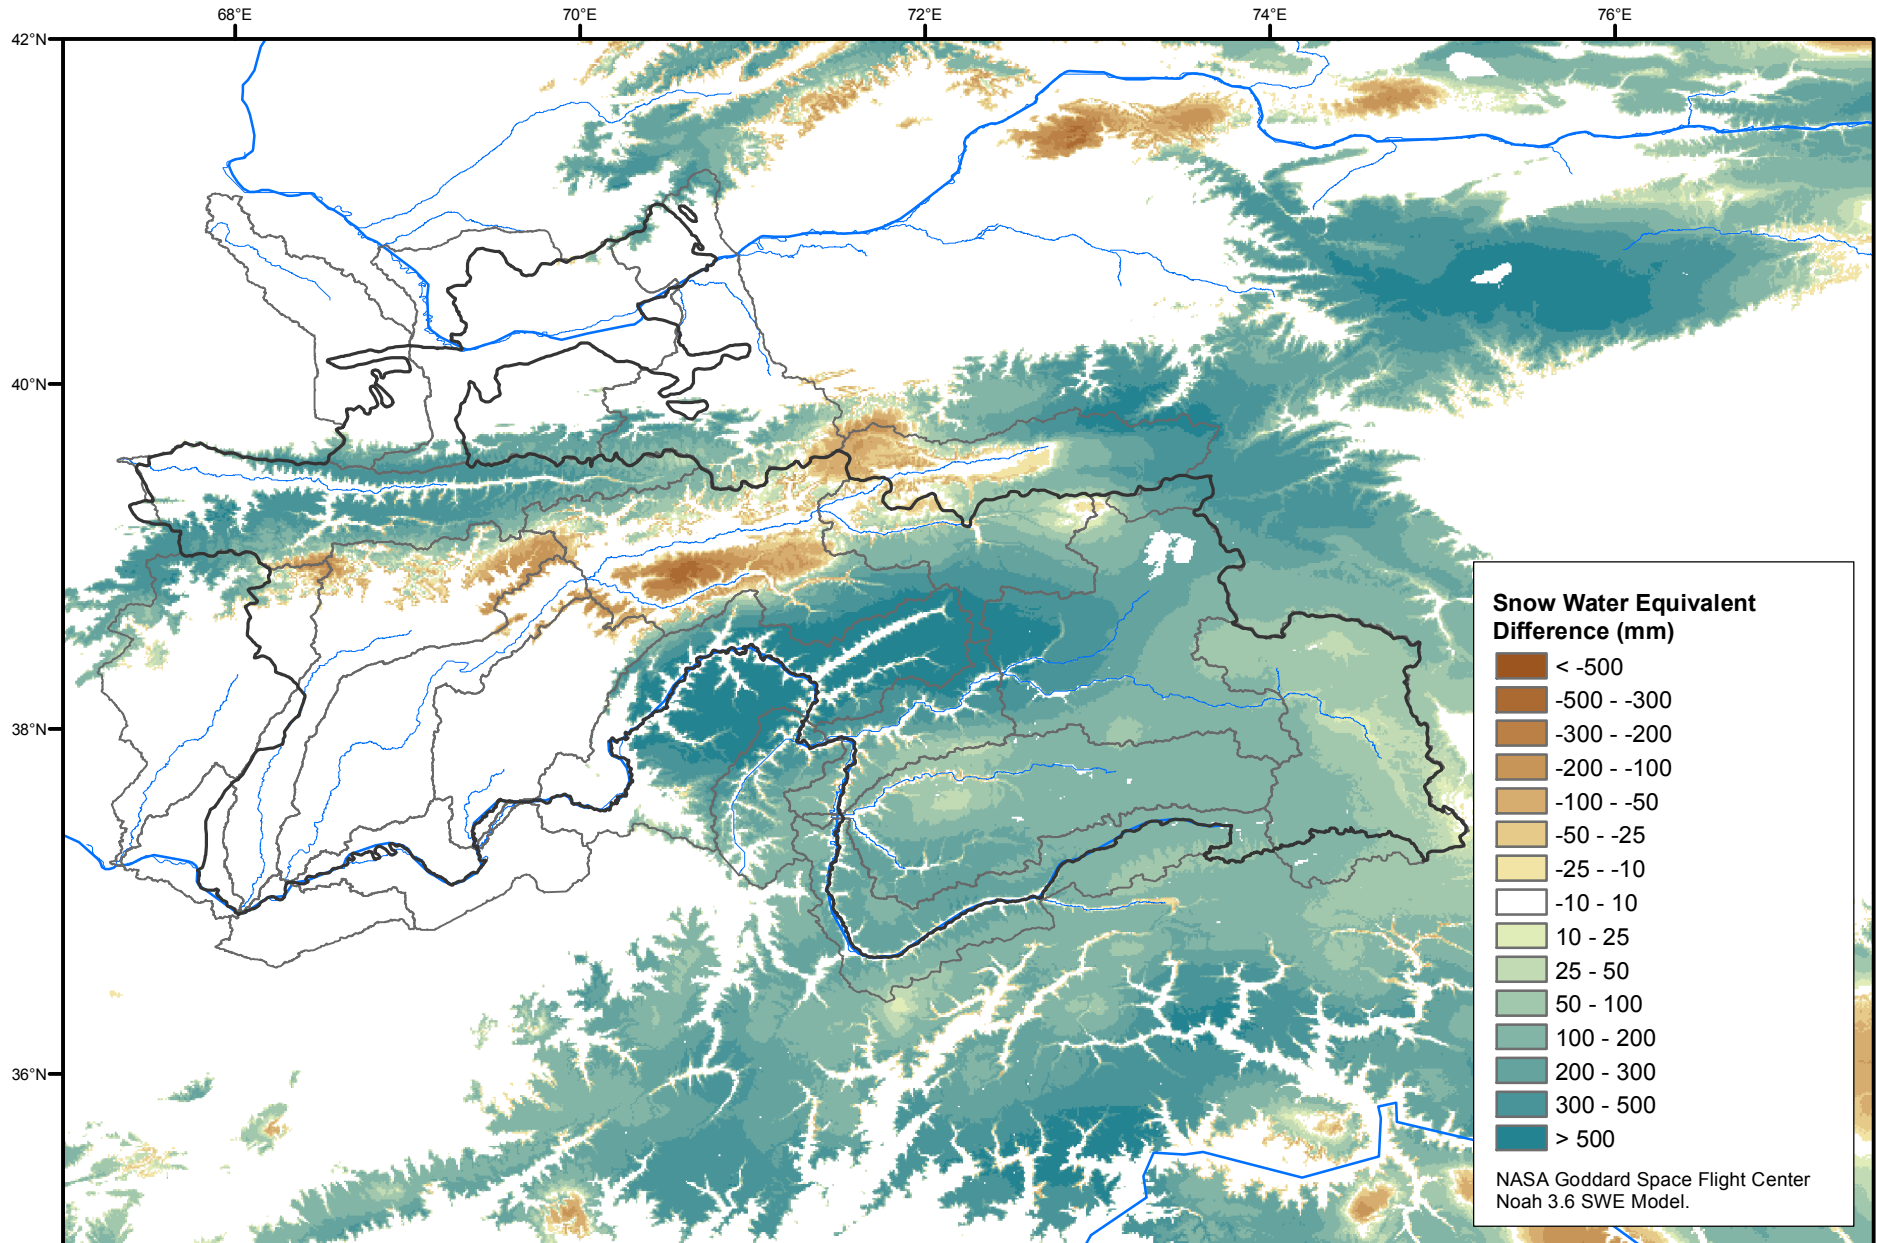 68°E 70°E 72°E 74°E 76°E
42°N
40°N
38°N
36°N
Snow Water Equivalent
Difference (mm)
< -500
-500 - -300
-300 - -200
-200 - -100
-100 - -50
-50 - -25
-25 - -10
-10 - 10
10 - 25
25 - 50
50 - 100
100 - 200
200 - 300
300 - 500
> 500
NASA Goddard Space Flight Center
Noah 3.6 SWE Model.